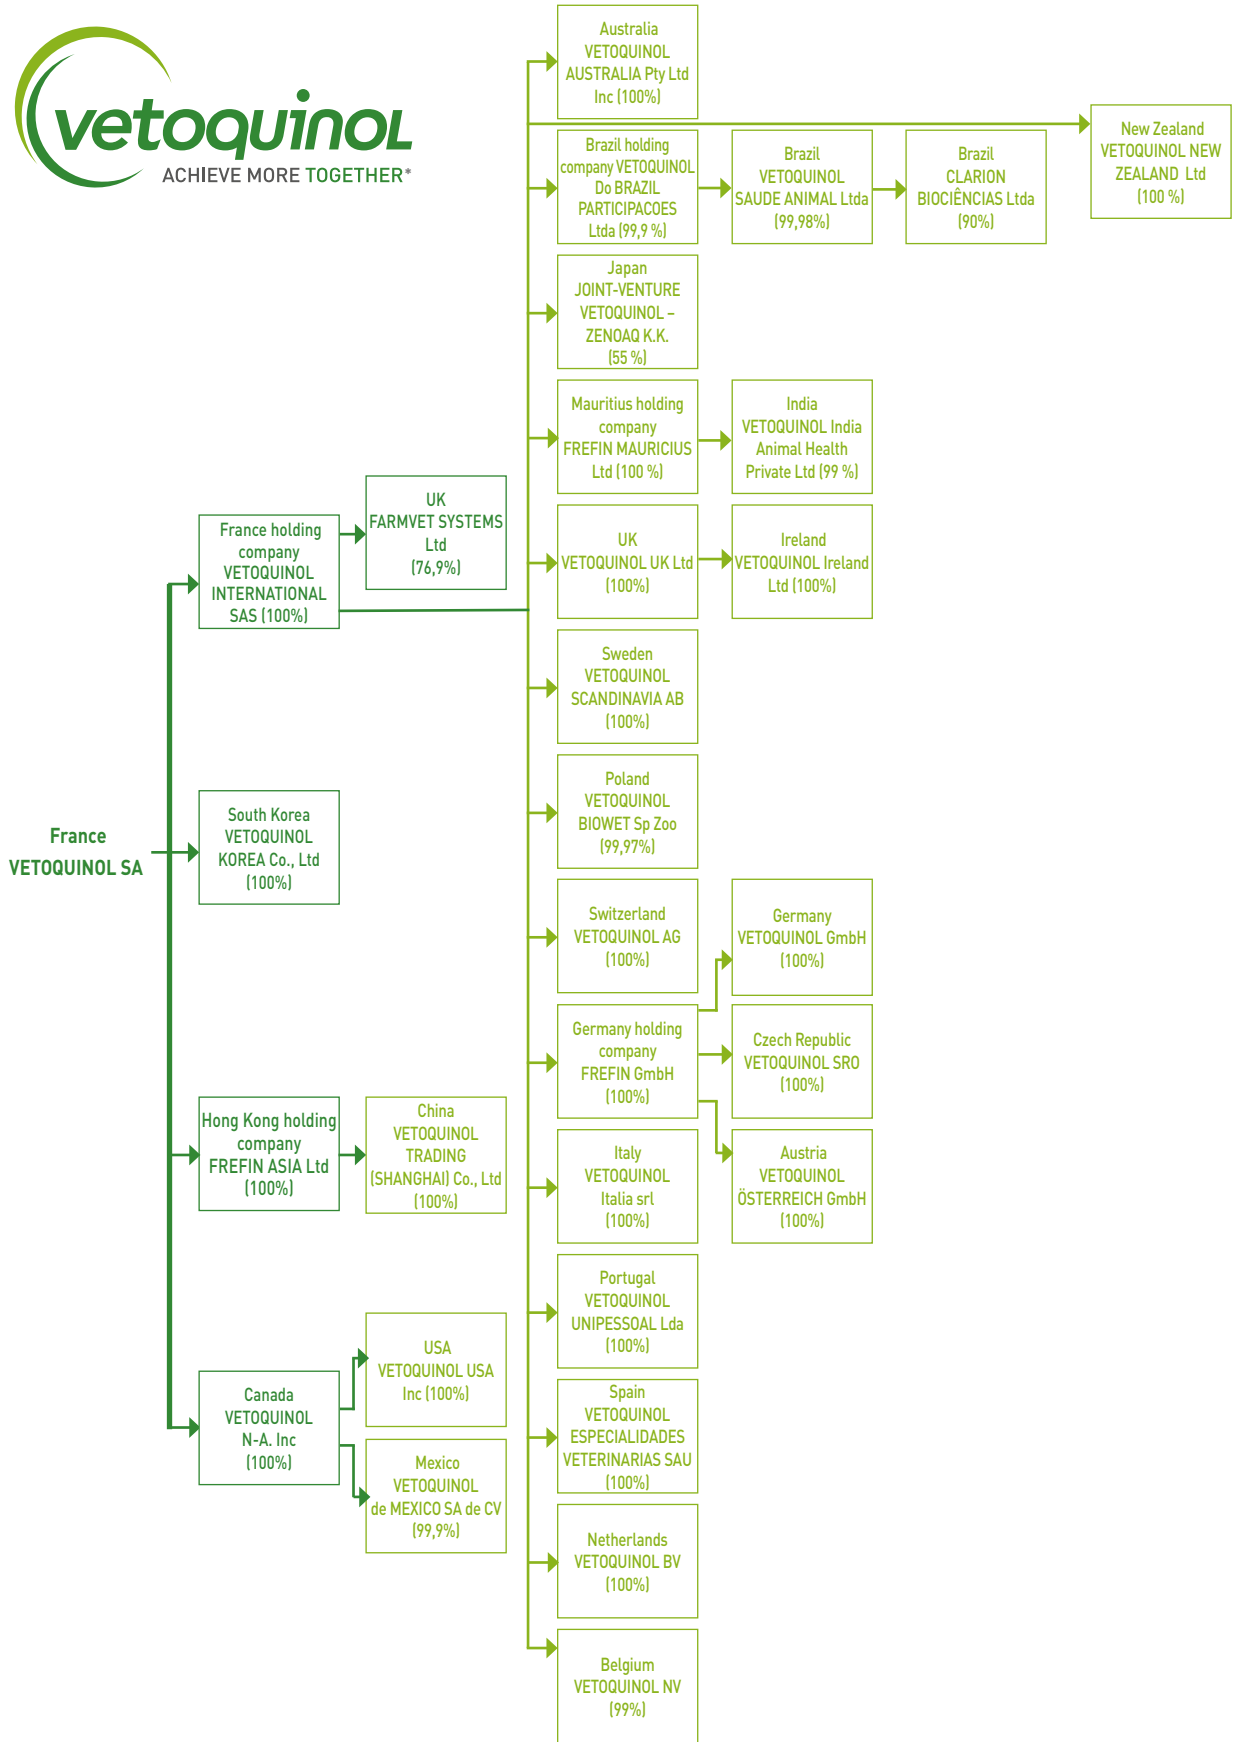 vetoquinol
ACHIEVE MORE TOGETHER*
France
VETOQUINOL SA
France holding
company
VETOQUINOL
INTERNATIONAL
SAS (100%)
UK
FARMVET SYSTEMS
Ltd
(76,9%)
South Korea
VETOQUINOL
KOREA Co., Ltd
(100%)
Hong Kong holding
company
FREFIN ASIA Ltd
(100%)
China
VETOQUINOL
TRADING
(SHANGHAI) Co., Ltd
(100%)
Canada
VETOQUINOL
N-A. Inc
(100%)
USA
VETOQUINOL USA
Inc (100%)
Mexico
VETOQUINOL
de MEXICO SA de CV
(99,9%)
Australia
VETOQUINOL
AUSTRALIA Pty Ltd
Inc (100%)
New Zealand
VETOQUINOL NEW
ZEALAND Ltd
(100 %)
Brazil holding
company VETOQUINOL
Do BRAZIL
PARTICIPACOES
Ltda (99,9 %)
Brazil
VETOQUINOL
SAUDE ANIMAL Ltda
(99,98%)
Brazil
CLARION
BIOCIÊNCIAS Ltda
(90%)
Japan
JOINT-VENTURE
VETOQUINOL –
ZENOAQ K.K.
(55 %)
Mauritius holding
company
FREFIN MAURICIUS
Ltd (100 %)
India
VETOQUINOL India
Animal Health
Private Ltd (99 %)
UK
VETOQUINOL UK Ltd
(100%)
Ireland
VETOQUINOL Ireland
Ltd (100%)
Sweden
VETOQUINOL
SCANDINAVIA AB
(100%)
Poland
VETOQUINOL
BIOWET Sp Zoo
(99,97%)
Switzerland
VETOQUINOL AG
(100%)
Germany holding
company
FREFIN GmbH
(100%)
Germany
VETOQUINOL GmbH
(100%)
Czech Republic
VETOQUINOL SRO
(100%)
Austria
VETOQUINOL
ÖSTERREICH GmbH
(100%)
Italy
VETOQUINOL
Italia srl
(100%)
Portugal
VETOQUINOL
UNIPESSOAL Lda
(100%)
Spain
VETOQUINOL
ESPECIALIDADES
VETERINARIAS SAU
(100%)
Netherlands
VETOQUINOL BV
(100%)
Belgium
VETOQUINOL NV
(99%)